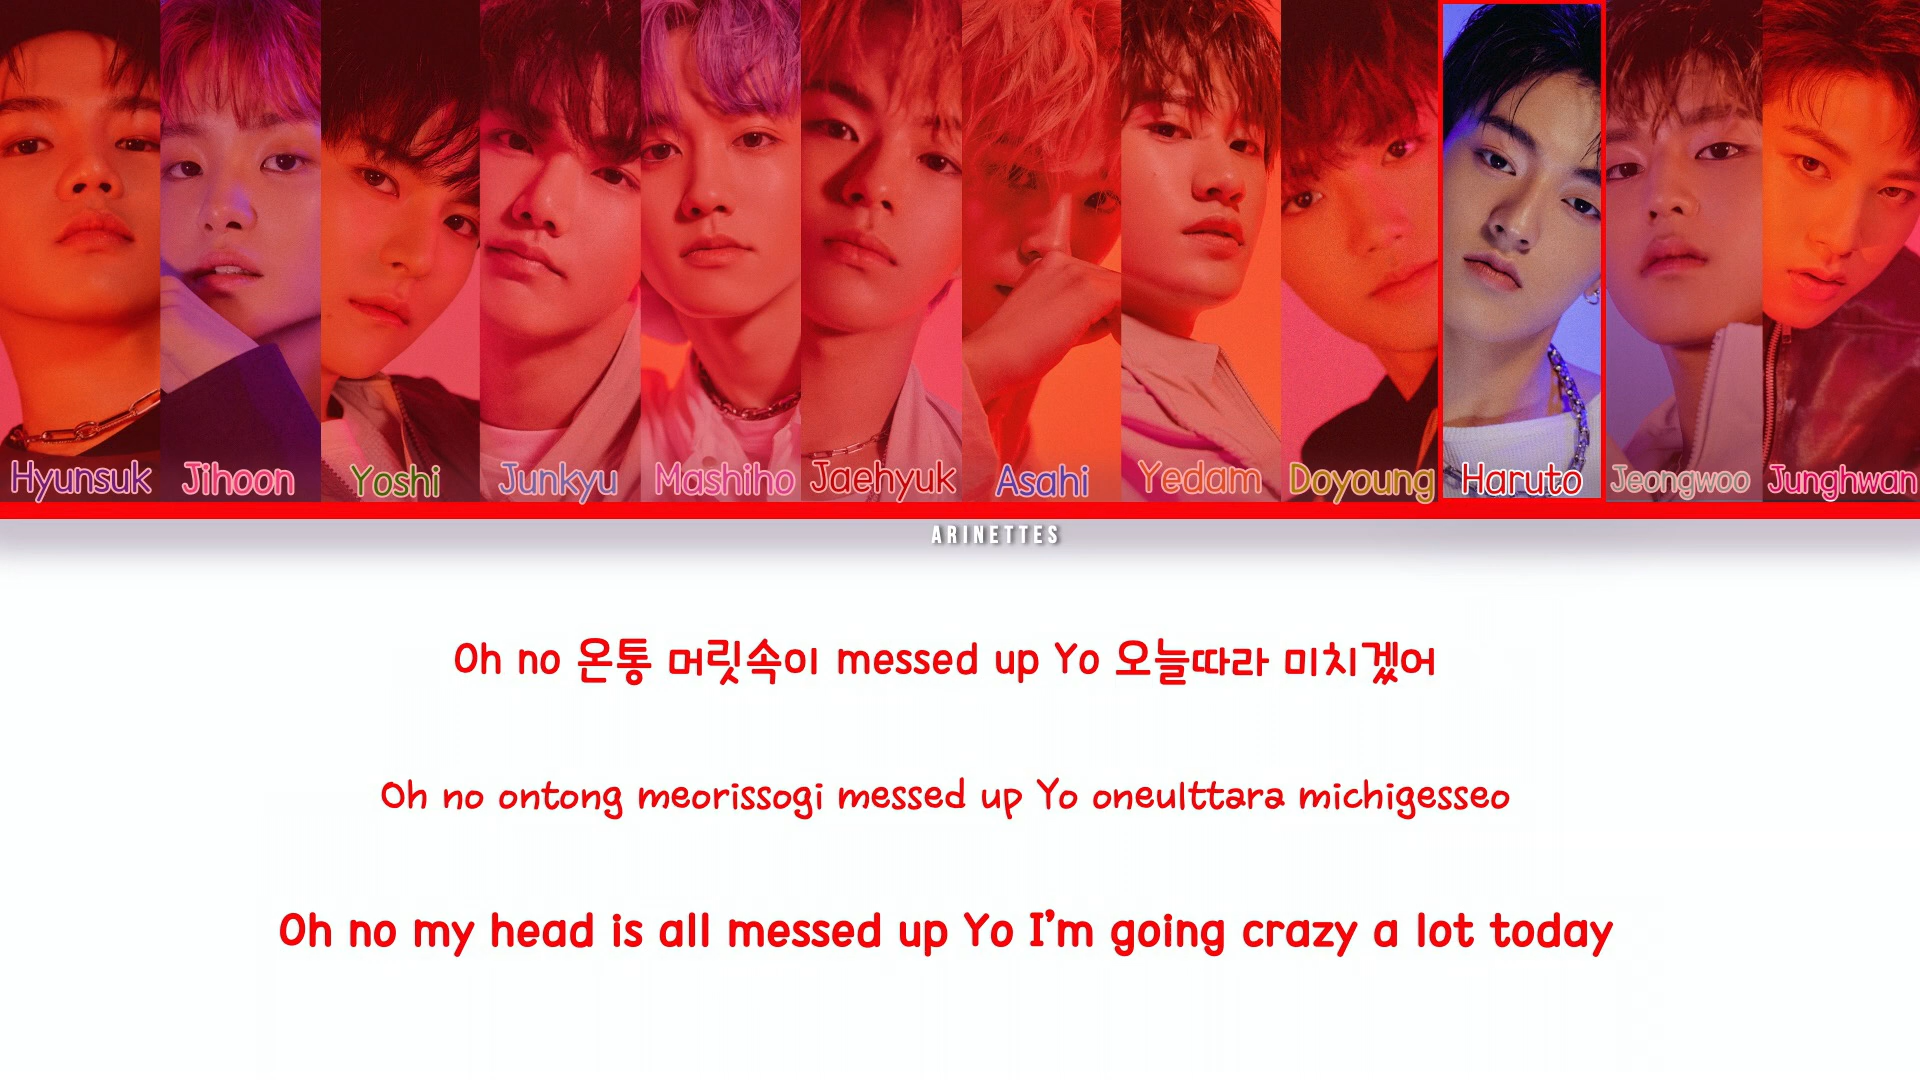 Hyunsuk Jihoon Yoshi Junkyu Mashiho Jaehyuk Asahi Yedam Doyoung Haruto Jeongwoo Junghwan
ARINETTES
Oh no 온통 머릿속이 messed up Yo 오늘따라 미치겠어
Oh no ontong meorissogi messed up Yo oneulttara michigesseo
Oh no my head is all messed up Yo I'm going crazy a lot today